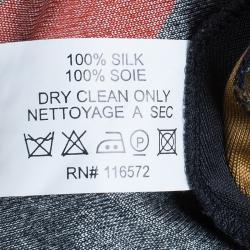 100% SILK
100% SOIE
DRY CLEAN ONLY
NETTOYAGE A SEC
RN# 116572